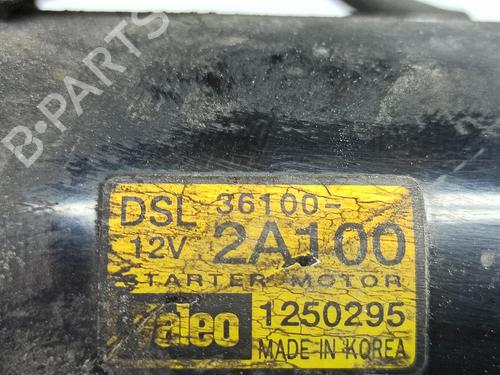 B-PARTS
DSL 36100-
12V 2A100
STARTER MOTOR
Valeo 1250295
MADE IN KOREA